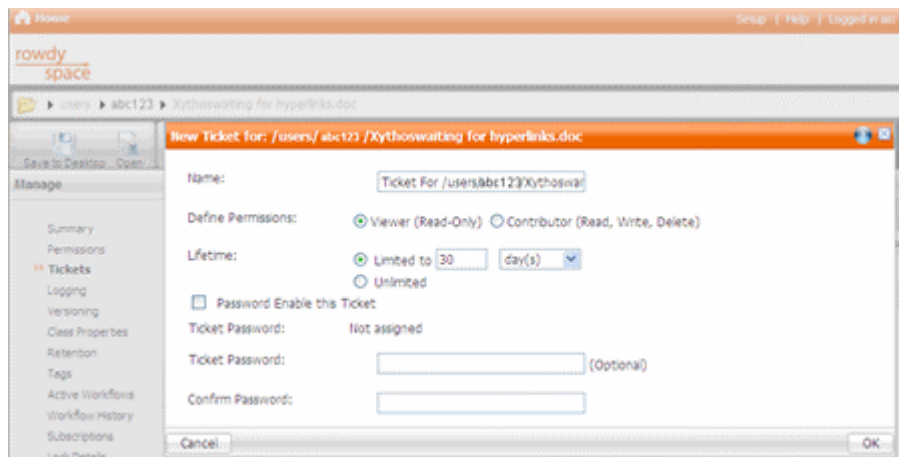 Home
Setup | Help | Logged in as:
rowdy
space
users abc123 Xythoswaiting for hyperlinks.doc
Save to Desktop Open
New Ticket for: /users/ abc123 /Xythoswaiting for hyperlinks.doc
Manage
Summary
Permissions
Tickets
Logging
Versioning
Class Properties
Retention
Tags
Active Workflows
Workflow History
Subscriptions
Lock Details
Name: Ticket For /users/abc123/Xythoswar
Define Permissions: Viewer (Read-Only) Contributor (Read, Write, Delete)
Lifetime: Limited to 30 day(s)
Unlimited
Password Enable this Ticket
Ticket Password: Not assigned
Ticket Password: (Optional)
Confirm Password:
Cancel OK